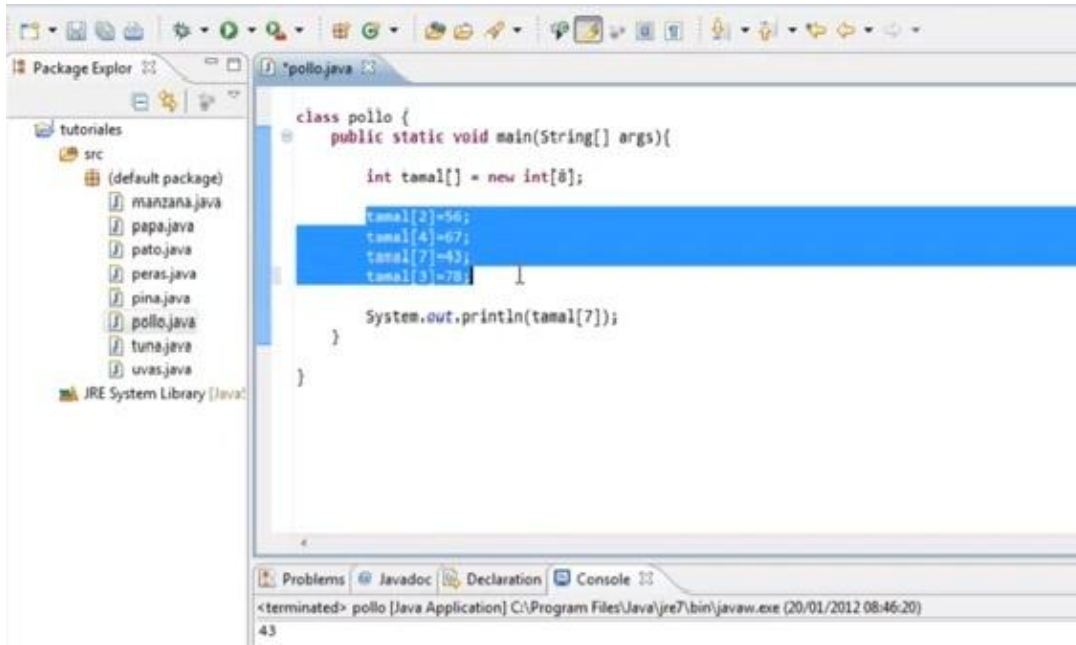 Package Explor
*pollo.java
tutoriales
src
(default package)
manzana.java
papa.java
pato.java
peras.java
pina.java
pollo.java
tuna.java
uvas.java
JRE System Library [JavaS
class pollo {
public static void main(String[] args){
int tamal[] = new int[8];
tamal[2]=56;
tamal[4]=67;
tamal[7]=43;
tamal[3]=78;
System.out.println(tamal[7]);
}
}
Problems @ Javadoc Declaration Console
<terminated> pollo [Java Application] C:\Program Files\Java\jre7\bin\javaw.exe (20/01/2012 08:46:20)
43